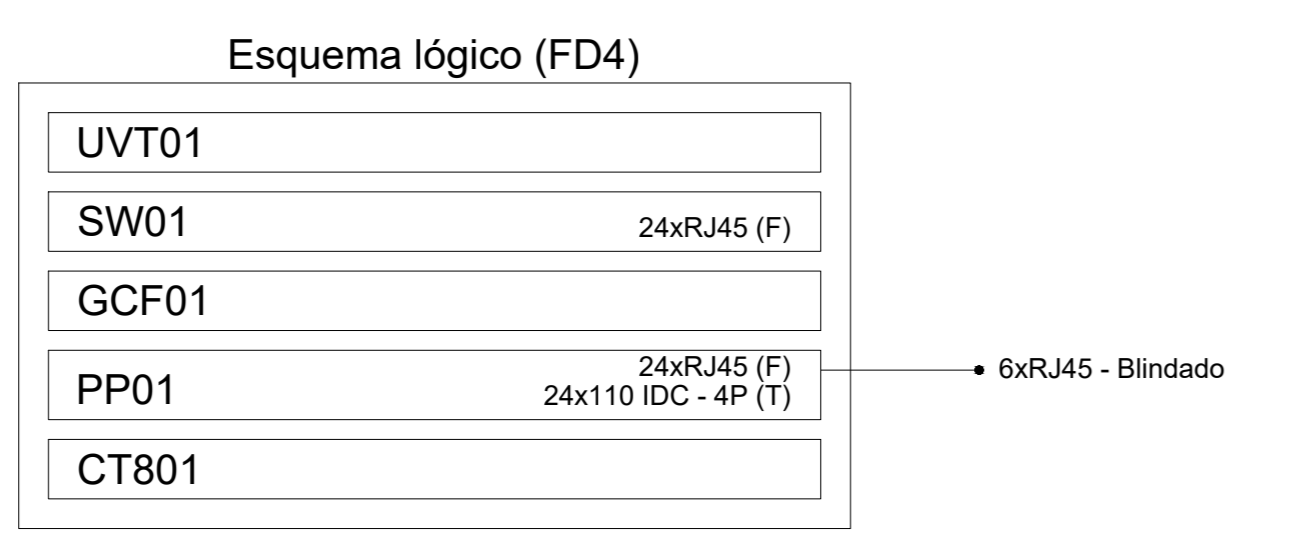 Esquema lógico (FD4)
UVT01
SW01
24xRJ45 (F)
GCF01
PP01
24xRJ45 (F)
24x110 IDC - 4P (T)
6xRJ45 - Blindado
CT801